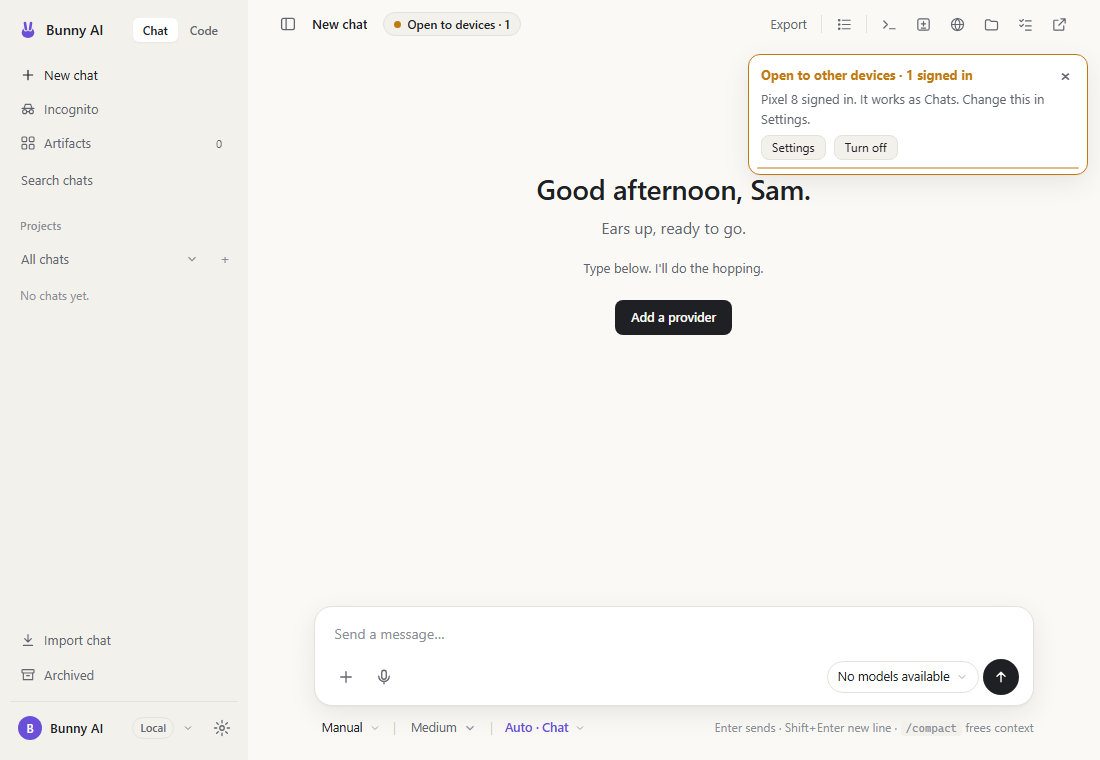 Bunny AI
Chat
Code
New chat
Incognito
Artifacts
0
Search chats
Projects
All chats
+
No chats yet.
Import chat
Archived
B
Bunny AI
Local
New chat
Open to devices · 1
Export
Open to other devices · 1 signed in
Pixel 8 signed in. It works as Chats. Change this in
Settings.
Settings
Turn off
Good afternoon, Sam.
Ears up, ready to go.
Type below. I'll do the hopping.
Add a provider
Send a message...
No models available
Manual
Medium
Auto · Chat
Enter sends · Shift+Enter new line · /compact frees context